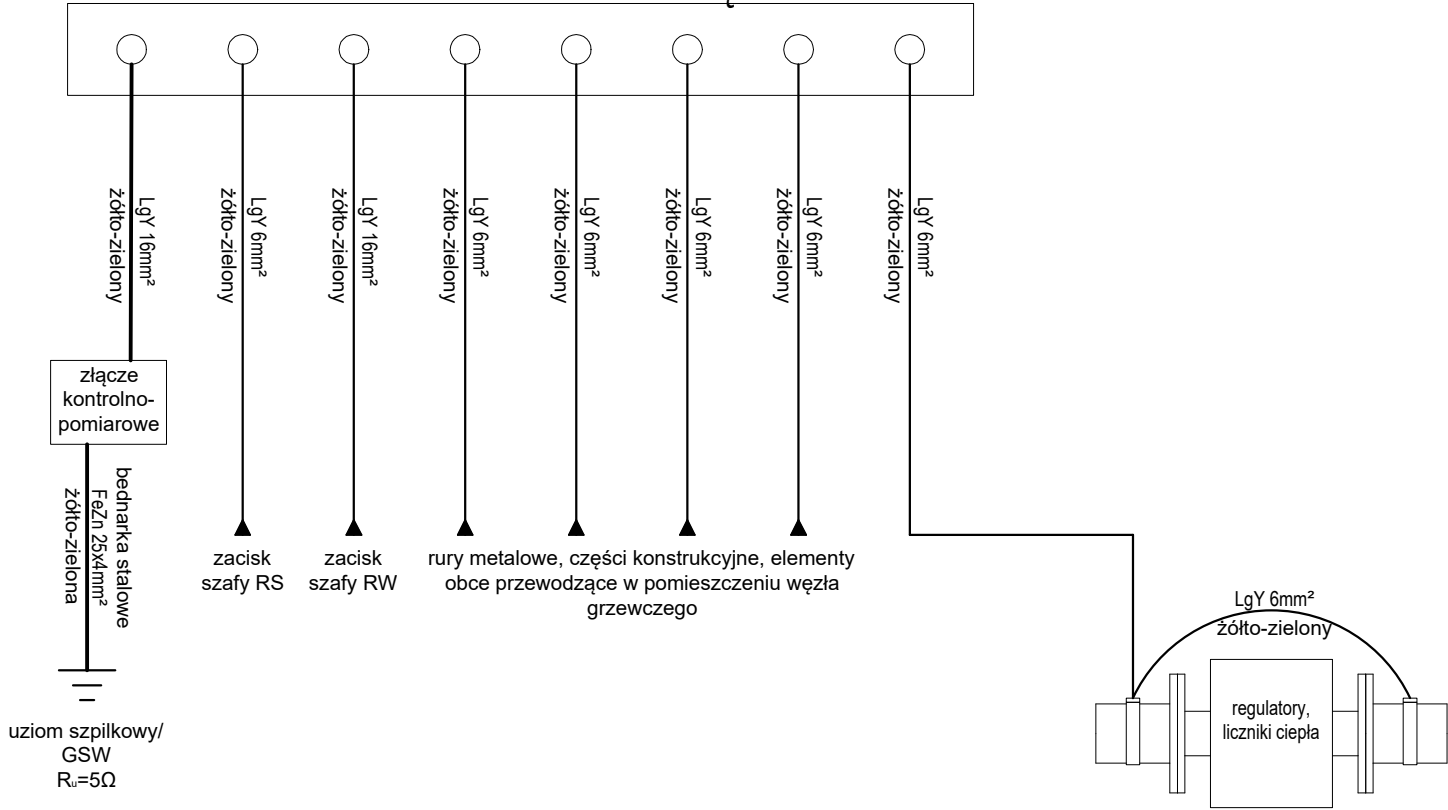 LgY 16mm²
żółto-zielony
LgY 6mm²
żółto-zielony
LgY 16mm²
żółto-zielony
LgY 6mm²
żółto-zielony
LgY 6mm²
żółto-zielony
LgY 6mm²
żółto-zielony
LgY 6mm²
żółto-zielony
LgY 6mm²
żółto-zielony
złącze
kontrolno-
pomiarowe
bednarka stalowe
FeZn 25x4mm²
żółto-zielona
uziom szpilkowy/
GSW
Rᵤ=5Ω
zacisk
szafy RS
zacisk
szafy RW
rury metalowe, części konstrukcyjne, elementy
obce przewodzące w pomieszczeniu węzła
grzewczego
LgY 6mm²
żółto-zielony
regulatory,
liczniki ciepła